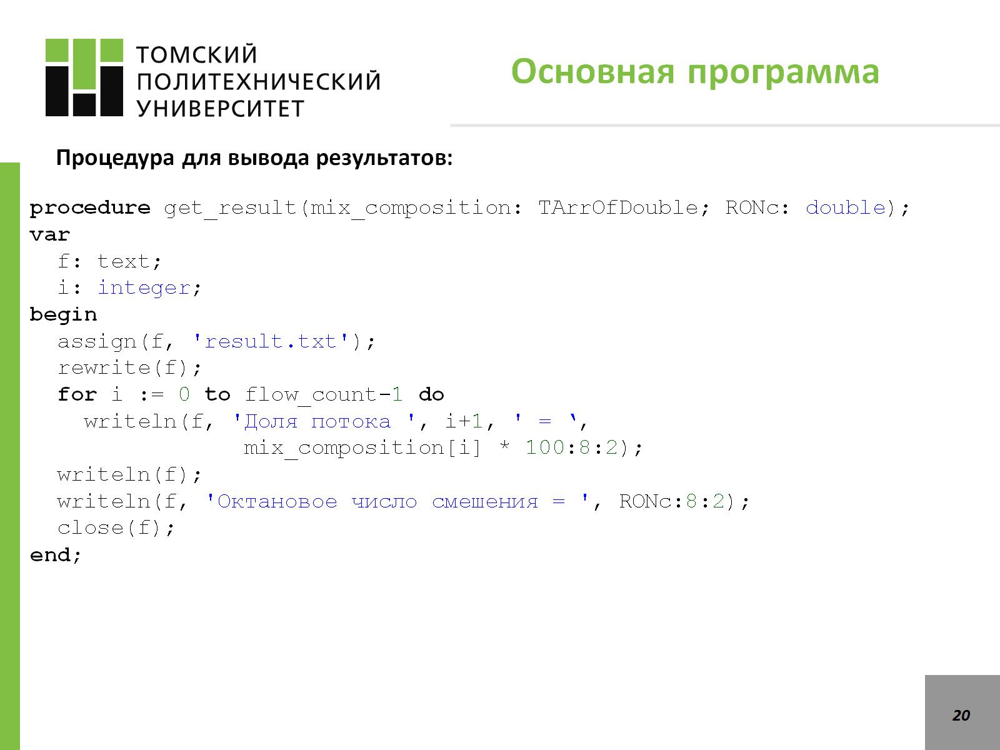 ТОМСКИЙ
ПОЛИТЕХНИЧЕСКИЙ
УНИВЕРСИТЕТ
Основная программа
Процедура для вывода результатов:
procedure get_result(mix_composition: TArrOfDouble; RONc: double);
var
  f: text;
  i: integer;
begin
  assign(f, 'result.txt');
  rewrite(f);
  for i := 0 to flow_count-1 do
    writeln(f, 'Доля потока ', i+1, ' = ‘,
                mix_composition[i] * 100:8:2);
  writeln(f);
  writeln(f, 'Октановое число смешения = ', RONc:8:2);
  close(f);
end;
20